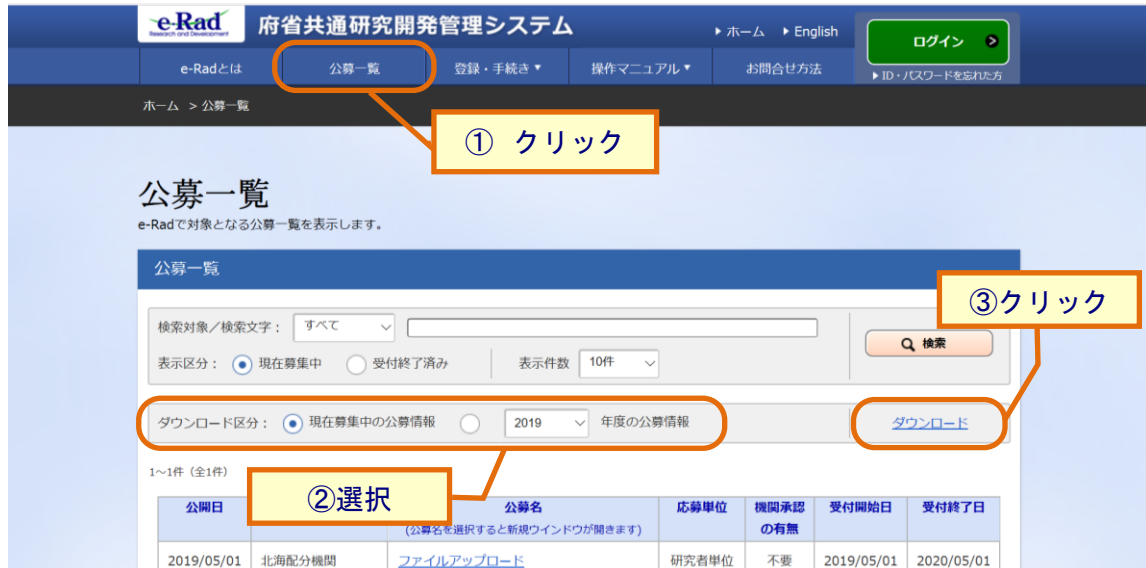 e-Rad 府省共通研究開発管理システム
Research and Development
ホーム English
ログイン
e-Radとは 公募一覧 登録・手続き 操作マニュアル お問合せ方法
ID・パスワードを忘れた方
ホーム > 公募一覧
① クリック
公募一覧
e-Radで対象となる公募一覧を表示します。
公募一覧
③クリック
検索対象／検索文字： すべて
検索
表示区分： 現在募集中 受付終了済み 表示件数 10件
ダウンロード区分： 現在募集中の公募情報 2019 年度の公募情報 ダウンロード
1～1件（全1件）
②選択
公開日 公募名 応募単位 機関承認の有無 受付開始日 受付終了日
(公募名を選択すると新規ウインドウが開きます)
2019/05/01 北海配分機関 ファイルアップロード 研究者単位 不要 2019/05/01 2020/05/01